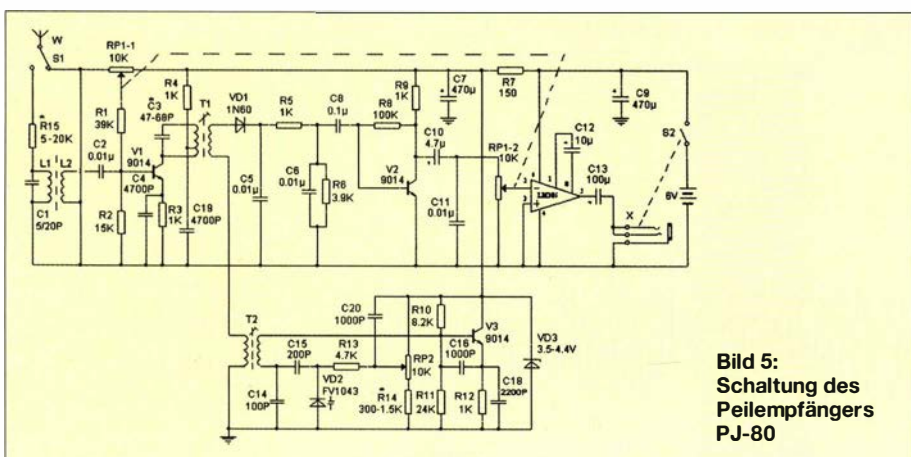 W
S1
RP1-1
10K
R15
5-20K
L1
L2
C1
5/20P
C2
0.01µ
R1
39K
R2
15K
V1
9014
C4
4700P
R3
1K
R4
1K
C3
47-68P
T1
C19
4700P
VD1
1N60
C5
0.01µ
R5
1K
C6
0.01µ
R6
3.9K
C8
0.1µ
R8
100K
R9
1K
V2
9014
C10
4.7µ
C11
0.01µ
C7
470µ
RP1-2
10K
R7
150
C12
10µ
C13
100µ
C9
470µ
X
S2
6V
T2
C14
100P
C15
200P
VD2
FV1043
R13
4.7K
C20
1000P
RP2
10K
R14
300-1.5K
R10
8.2K
R11
24K
C16
1000P
R12
1K
V3
9014
C18
2200P
VD3
3.5-4.4V
Bild 5:
Schaltung des
Peilempfängers
PJ-80